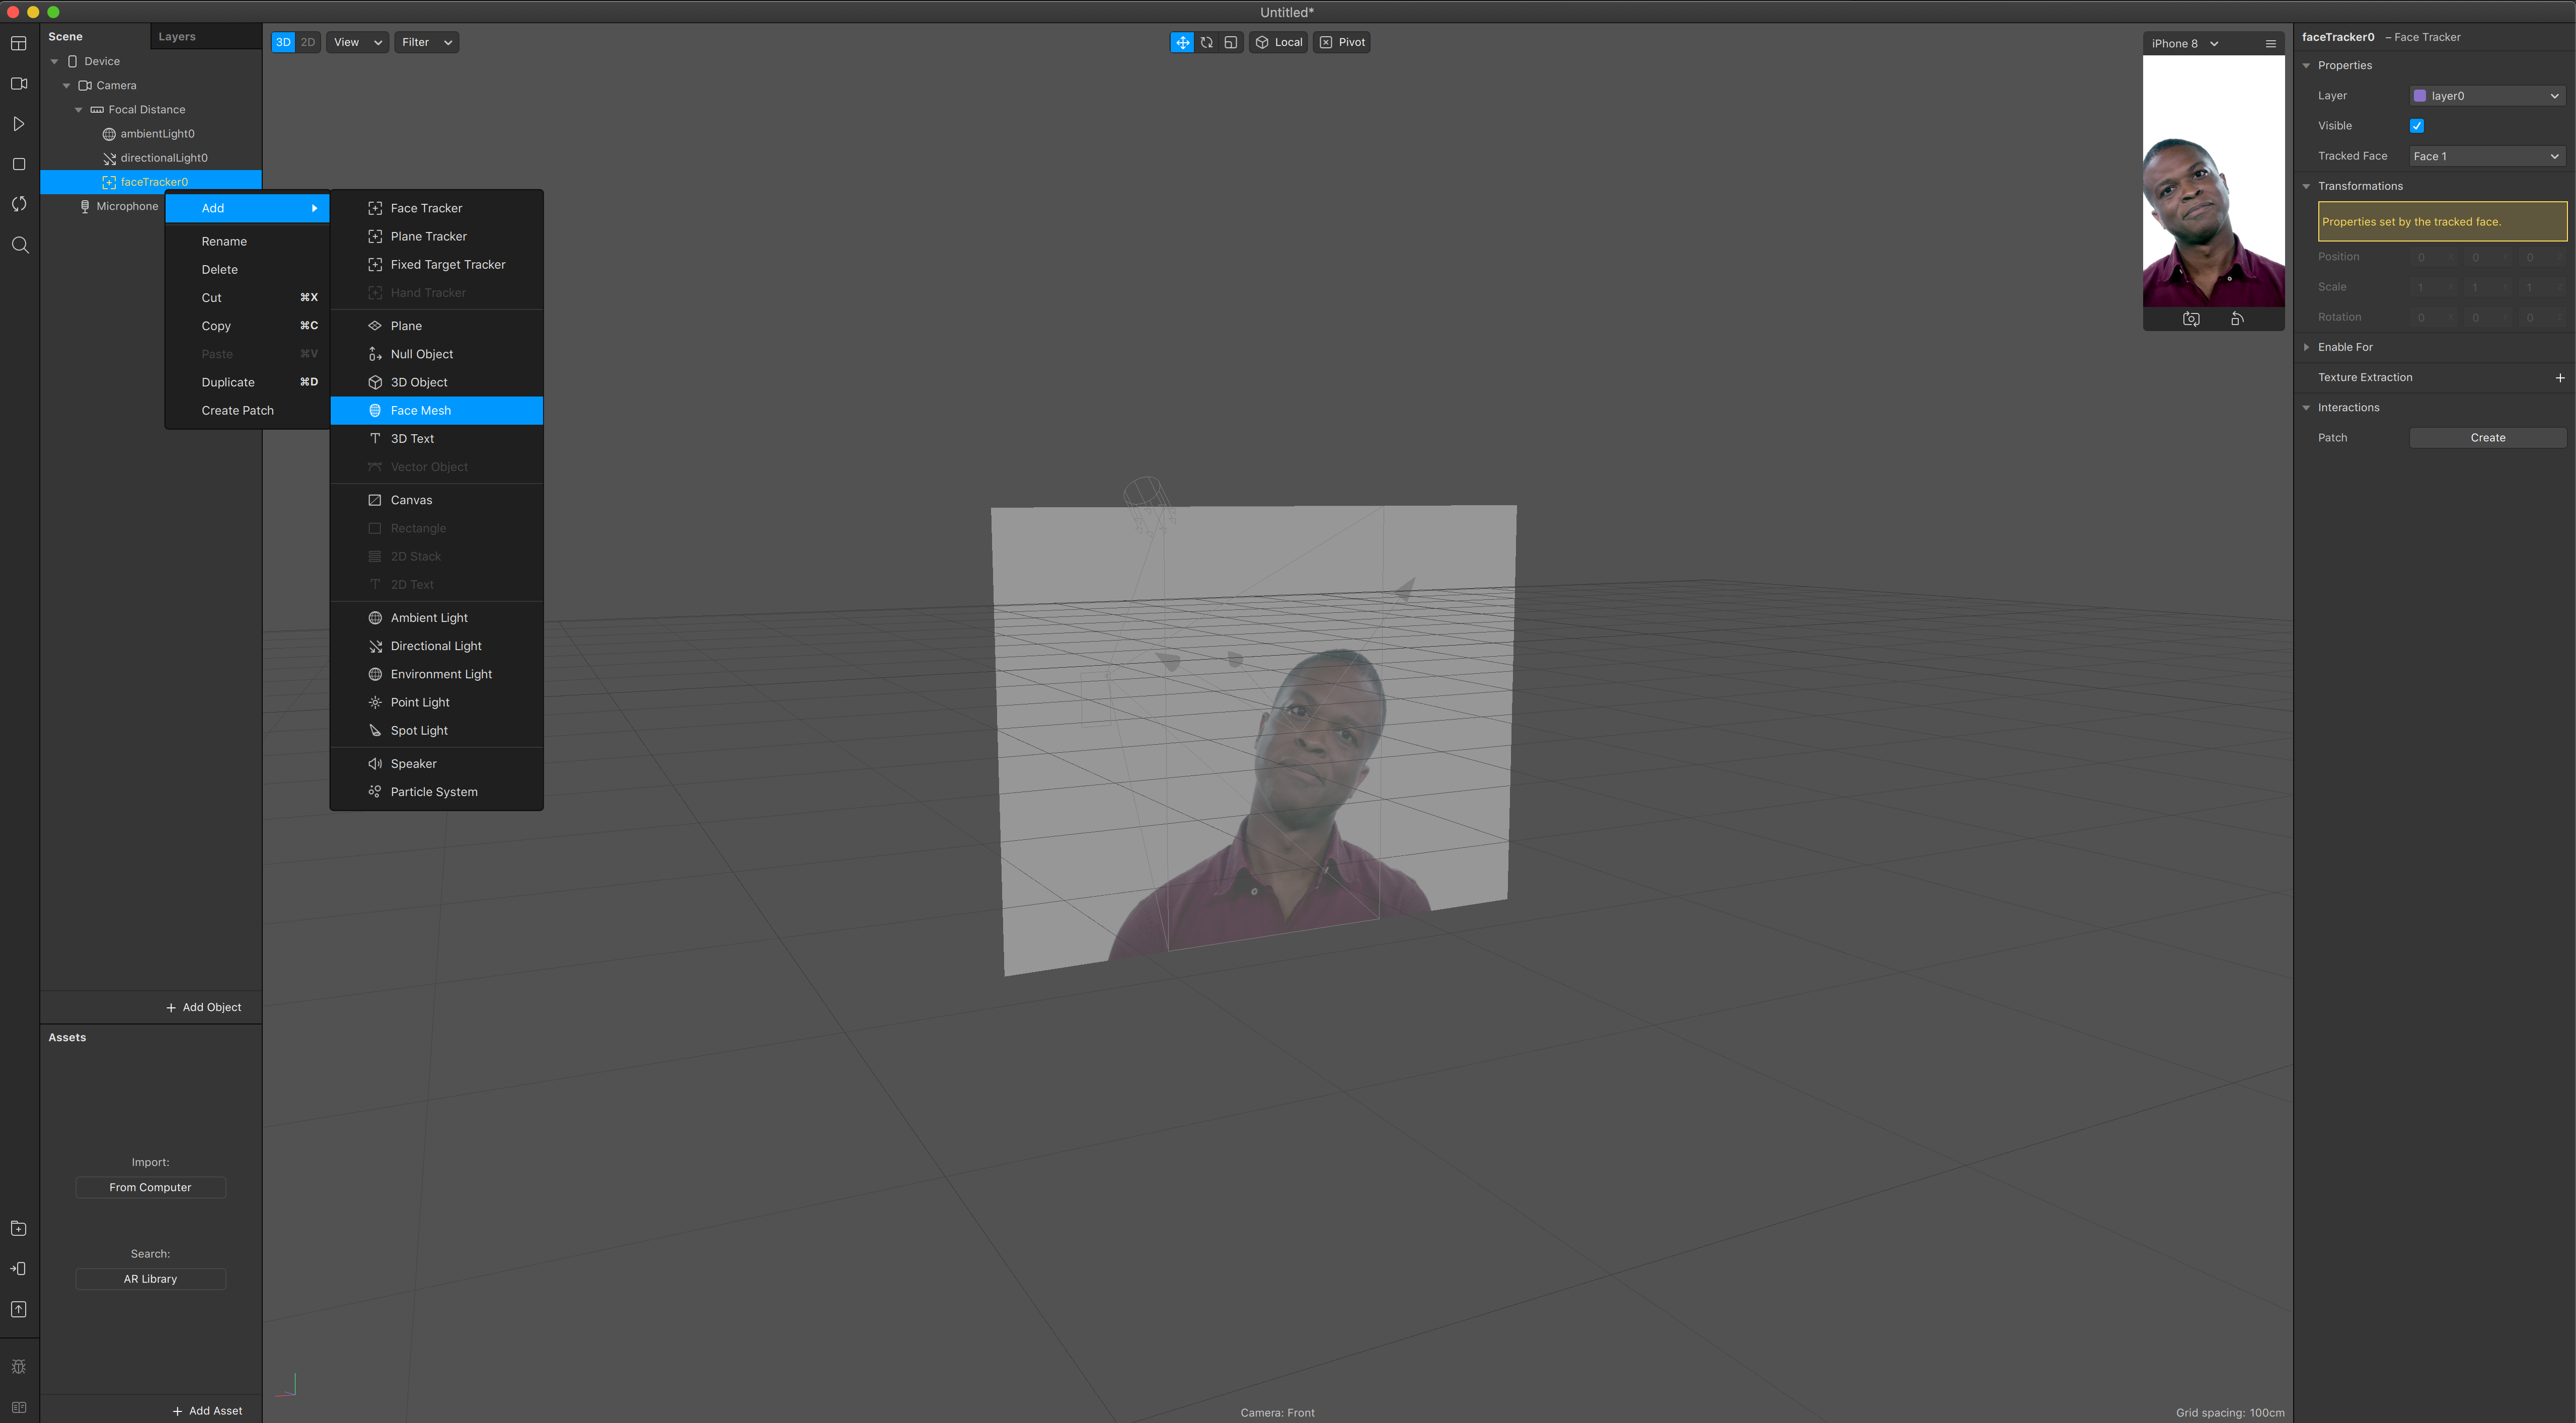 Untitled*
Scene
Layers
Device
Camera
Focal Distance
ambientLight0
directionalLight0
faceTracker0
Microphone
Add
Rename
Delete
Cut ⌘X
Copy ⌘C
Paste ⌘V
Duplicate ⌘D
Create Patch
Face Tracker
Plane Tracker
Fixed Target Tracker
Hand Tracker
Plane
Null Object
3D Object
Face Mesh
3D Text
Vector Object
Canvas
Rectangle
2D Stack
2D Text
Ambient Light
Directional Light
Environment Light
Point Light
Spot Light
Speaker
Particle System
+ Add Object
Assets
Import:
From Computer
Search:
AR Library
+ Add Asset
3D 2D View Filter
Local Pivot
iPhone 8
Camera: Front
Grid spacing: 100cm
faceTracker0 – Face Tracker
Properties
Layer layer0
Visible
Tracked Face Face 1
Transformations
Properties set by the tracked face.
Position 0 0 0
Scale 1 1 1
Rotation 0 0 0
Enable For
Texture Extraction +
Interactions
Patch Create